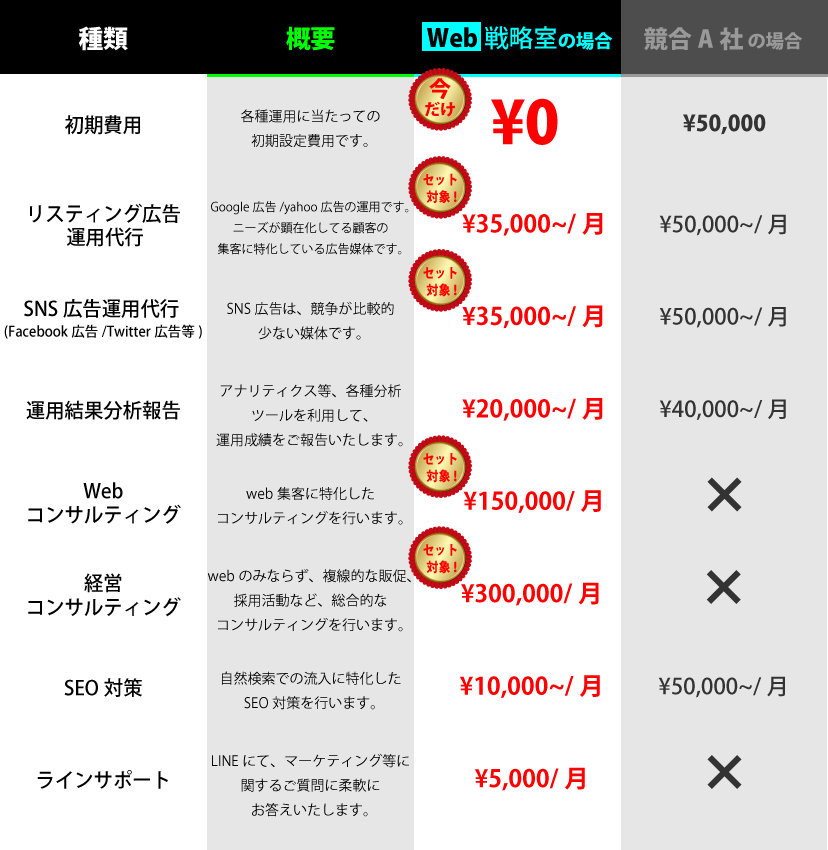 種類
概要
Web 戦略室の場合
競合 A 社の場合
初期費用
各種運用に当たっての
初期設定費用です。
今
だけ
¥0
¥50,000
リスティング広告
運用代行
Google 広告 /yahoo 広告の運用です。
ニーズが顕在化してる顧客の
集客に特化している広告媒体です。
セット
対象!
¥35,000~/ 月
¥50,000~/ 月
SNS 広告運用代行
(Facebook 広告 /Twitter 広告等 )
SNS 広告は、競争が比較的
少ない媒体です。
セット
対象!
¥35,000~/ 月
¥50,000~/ 月
運用結果分析報告
アナリティクス等、各種分析
ツールを利用して、
運用成績をご報告いたします。
¥20,000~/ 月
¥40,000~/ 月
Web
コンサルティング
web 集客に特化した
コンサルティングを行います。
セット
対象!
¥150,000/ 月
×
経営
コンサルティング
web のみならず、複線的な販促、
採用活動など、総合的な
コンサルティングを行います。
セット
対象!
¥300,000/ 月
×
SEO 対策
自然検索での流入に特化した
SEO 対策を行います。
¥10,000~/ 月
¥50,000~/ 月
ラインサポート
LINE にて、マーケティング等に
関するご質問に柔軟に
お答えいたします。
¥5,000/ 月
×